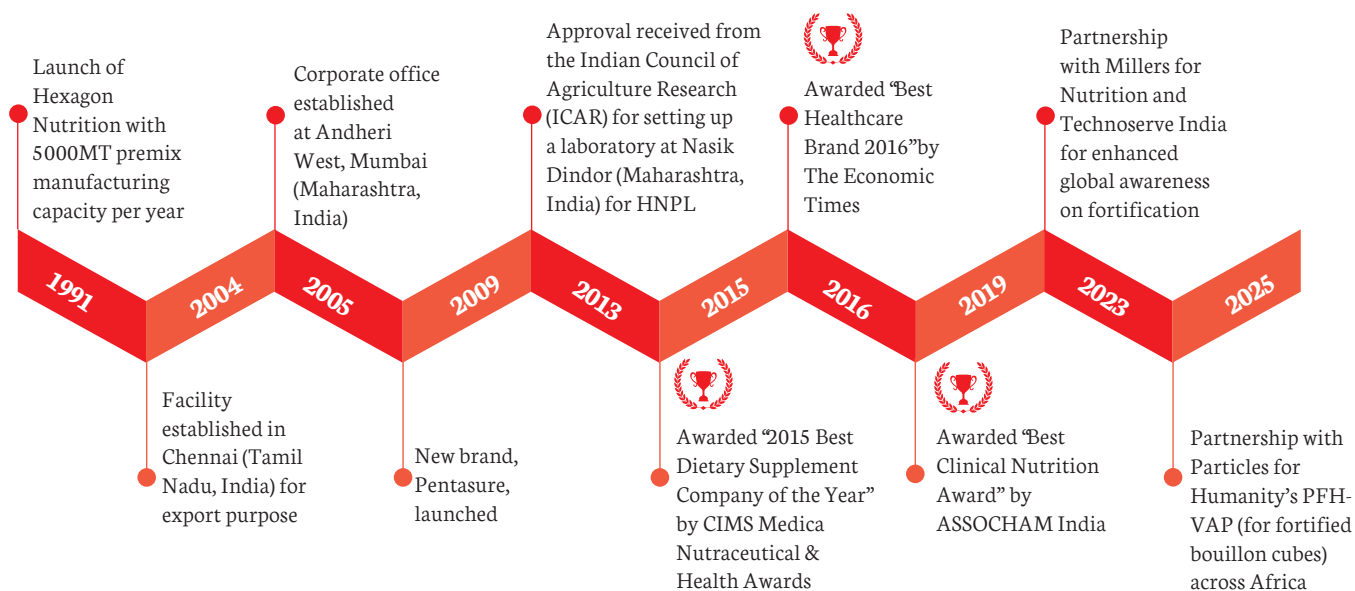 Launch of
Hexagon
Nutrition with
5000MT premix
manufacturing
capacity per year
Corporate office
established
at Andheri
West, Mumbai
(Maharashtra,
India)
Approval received from
the Indian Council of
Agriculture Research
(ICAR) for setting up
a laboratory at Nasik
Dindor (Maharashtra,
India) for HNPL
Awarded “Best
Healthcare
Brand 2016”by
The Economic
Times
Partnership
with Millers for
Nutrition and
Technoserve India
for enhanced
global awareness
on fortification
1991
2004
2005
2009
2013
2015
2016
2019
2023
2025
Facility
established in
Chennai (Tamil
Nadu, India) for
export purpose
New brand,
Pentasure,
launched
Awarded “2015 Best
Dietary Supplement
Company of the Year”
by CIMS Medica
Nutraceutical &
Health Awards
Awarded “Best
Clinical Nutrition
Award” by
ASSOCHAM India
Partnership with
Particles for
Humanity’s PFH-
VAP (for fortified
bouillon cubes)
across Africa